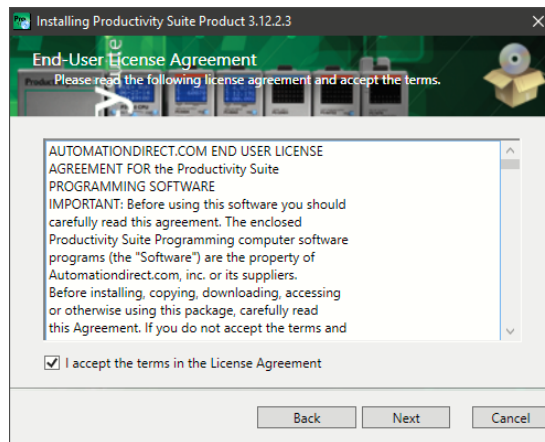 Installing Productivity Suite Product 3.12.2.3
End-User License Agreement
Please read the following license agreement and accept the terms.
AUTOMATIONDIRECT.COM END USER LICENSE
AGREEMENT FOR the Productivity Suite
PROGRAMMING SOFTWARE
IMPORTANT: Before using this software you should
carefully read this agreement. The enclosed
Productivity Suite Programming computer software
programs (the "Software") are the property of
Automationdirect.com, inc. or its suppliers.
Before installing, copying, downloading, accessing
or otherwise using this package, carefully read
this Agreement. If you do not accept the terms and
I accept the terms in the License Agreement
Back
Next
Cancel